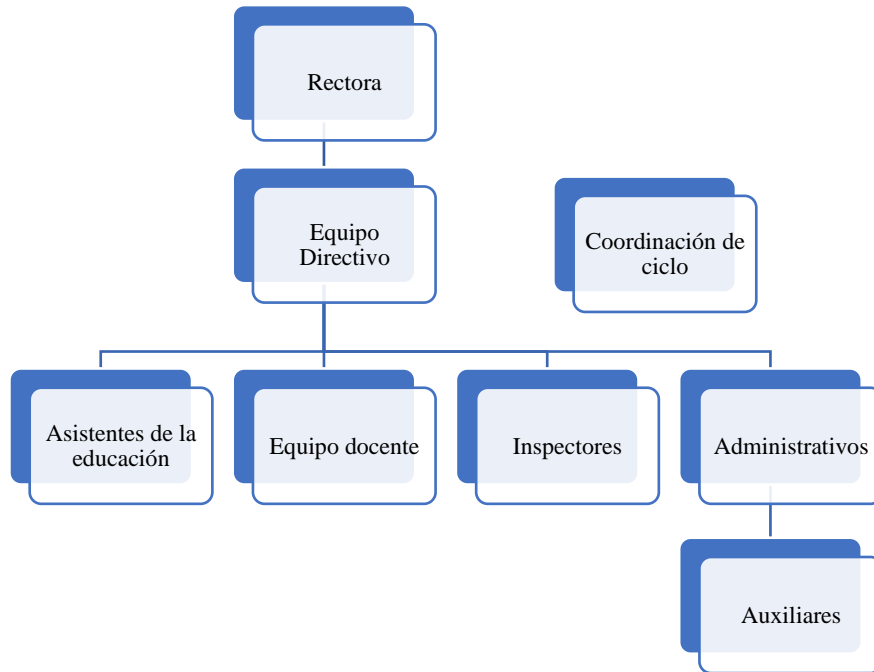 Rectora
Equipo
Directivo
Coordinación de
ciclo
Asistentes de la
educación
Equipo docente
Inspectores
Administrativos
Auxiliares